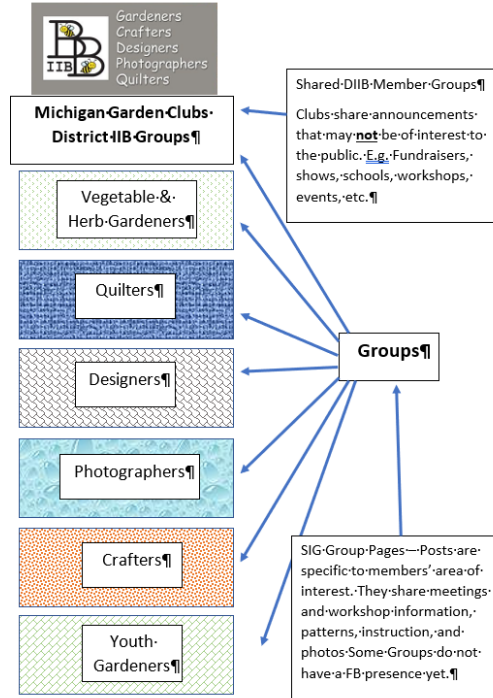 BB
IIB
Gardeners
Crafters
Designers
Photographers
Quilters
Michigan·Garden·Clubs·
District·IIB·Groups¶
Shared·DIIB·Member·Groups¶
Clubs·share·announcements·
that·may·not·be·of·interest·to·
the·public.·E.g.·Fundraisers,·
shows,·schools,·workshops,·
events,·etc.¶
Vegetable·&·
Herb·Gardeners¶
Quilters¶
Designers¶
Photographers¶
Crafters¶
Youth·
Gardeners¶
Groups¶
SIG·Group·Pages·–·Posts·are·
specific·to·members’·area·of·
interest.·They·share·meetings·
and·workshop·information,·
patterns,·instruction,·and·
photos·Some·Groups·do·not·
have·a·FB·presence·yet.¶